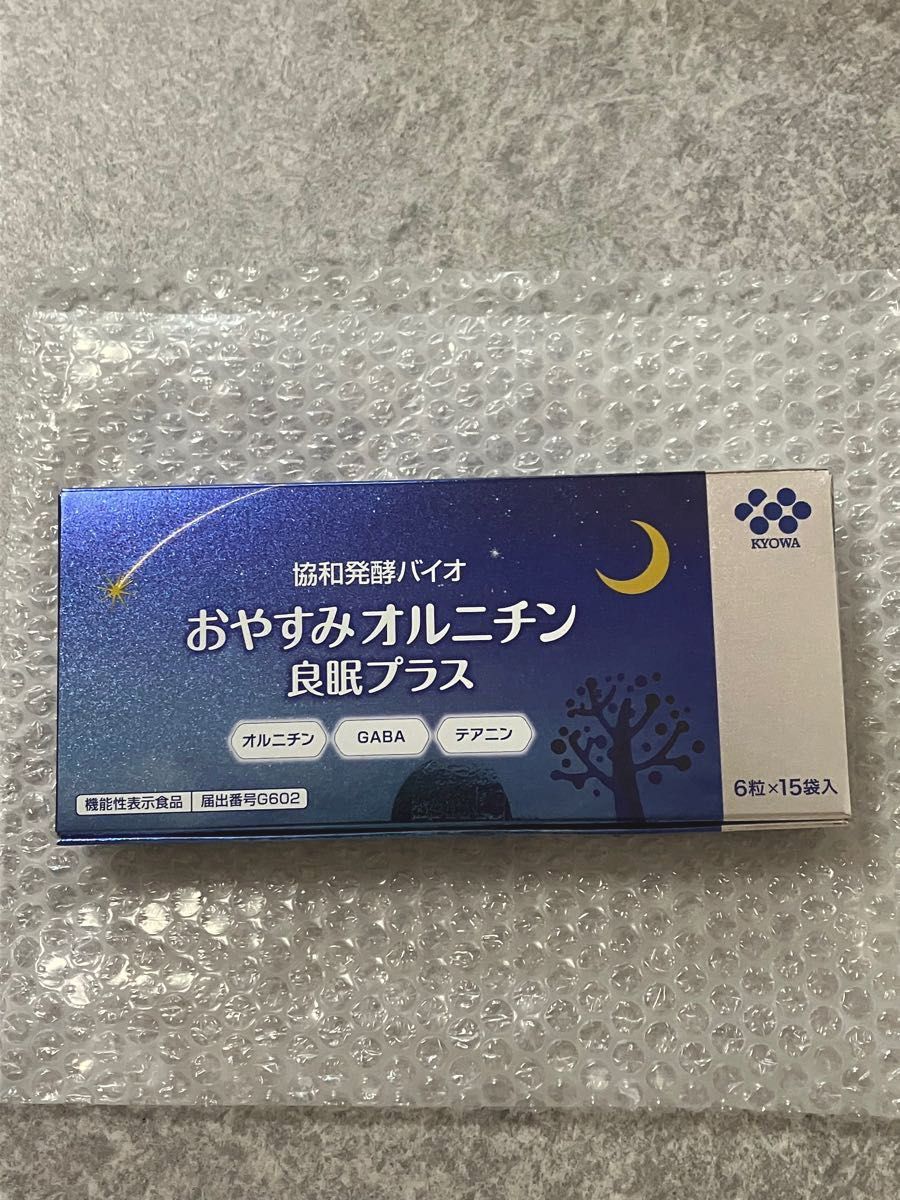 KYOWA
協和発酵バイオ
おやすみオルニチン
良眠プラス
オルニチン GABA テアニン
機能性表示食品 届出番号G602
6粒×15袋入